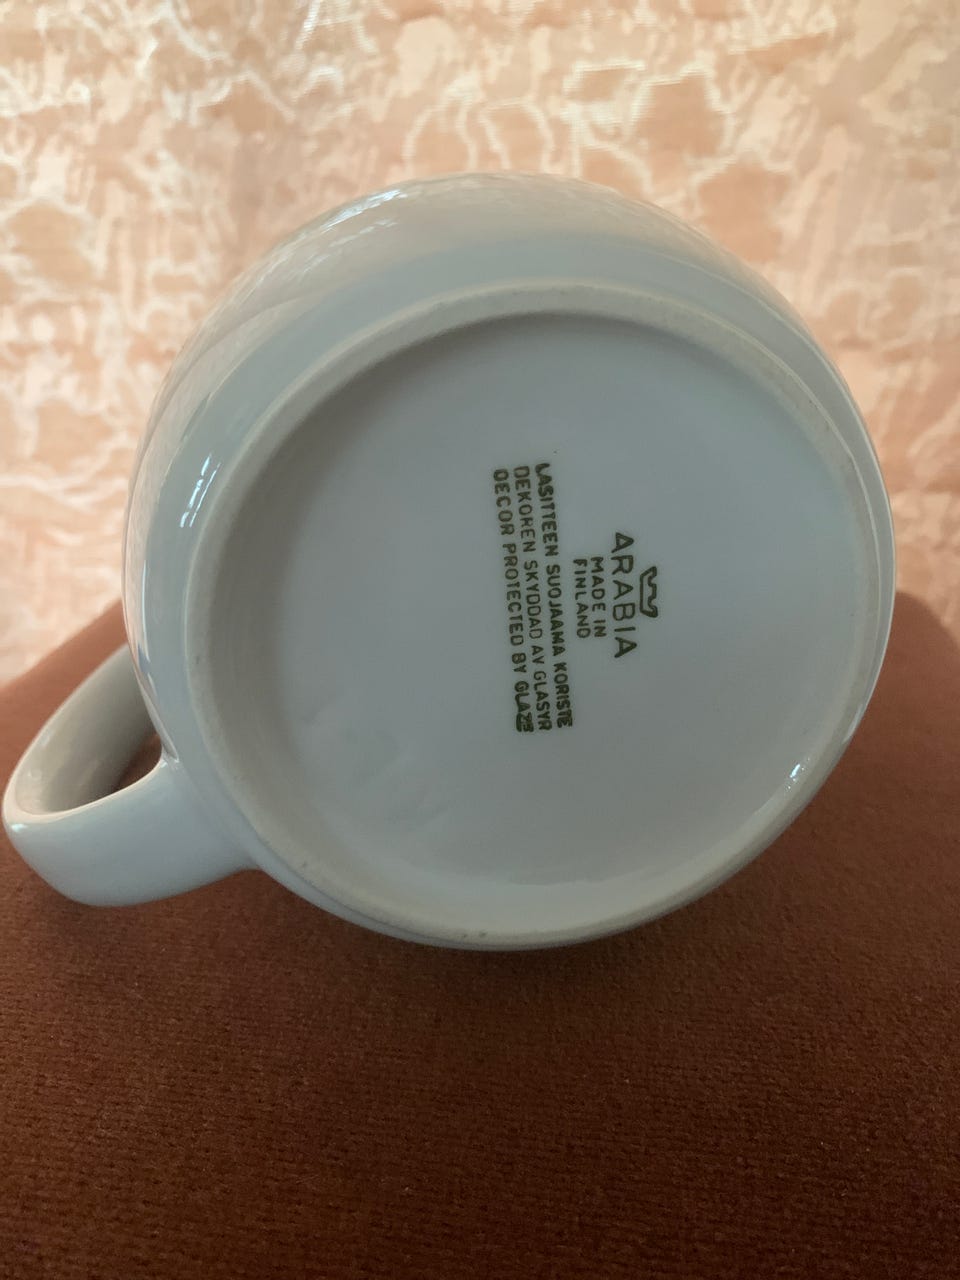 ARABIA
MADE IN
FINLAND
LASITTEEN SUOJAAMA KORISTE
DEKOREN SKYDDAD AV GLASYR
DECOR PROTECTED BY GLAZE